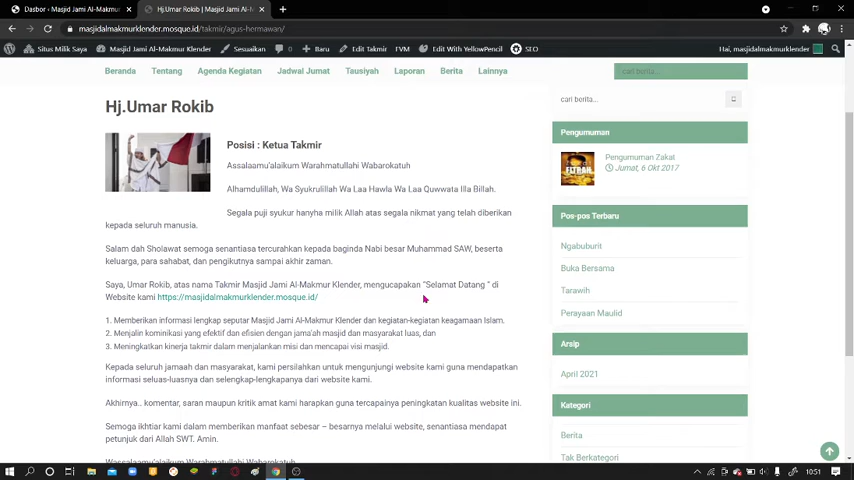 Dasbor ‹ Masjid Jami Al-Makmur
Hj.Umar Rokib | Masjid Jami Al-M
masjidalmakmurklender.mosque.id/takmir/agus-hermawan/
Situs Milik Saya
Masjid Jami Al-Makmur Klender
Sesuaikan
0
Baru
Edit Takmir
FVM
Edit With YellowPencil
SEO
Hai, masjidalmakmurklender
Beranda
Tentang
Agenda Kegiatan
Jadwal Jumat
Tausiyah
Laporan
Berita
Lainnya
cari berita...
Hj.Umar Rokib
Posisi : Ketua Takmir
Assalaamu'alaikum Warahmatullahi Wabarokatuh
Alhamdulillah, Wa Syukrulillah Wa Laa Hawla Wa Laa Quwwata Illa Billah.
Segala puji syukur hanyha milik Allah atas segala nikmat yang telah diberikan
kepada seluruh manusia.
Salam dah Sholawat semoga senantiasa tercurahkan kepada baginda Nabi besar Muhammad SAW, beserta
keluarga, para sahabat, dan pengikutnya sampai akhir zaman.
Saya, Umar Rokib, atas nama Takmir Masjid Jami Al-Makmur Klender, mengucapakan "Selamat Datang " di
Website kami https://masjidalmakmurklender.mosque.id/
1. Memberikan informasi lengkap seputar Masjid Jami Al-Makmur Klender dan kegiatan-kegiatan keagamaan Islam.
2. Menjalin kominikasi yang efektif dan efisien dengan jama'ah masjid dan masyarakat luas, dan
3. Meningkatkan kinerja takmir dalam menjalankan misi dan mencapai visi masjid.
Kepada seluruh jamaah dan masyarakat, kami persilahkan untuk mengunjungi website kami guna mendapatkan
informasi seluas-luasnya dan selengkap-lengkapanya dari website kami.
Akhirnya.. komentar, saran maupun kritik amat kami harapkan guna tercapainya peningkatan kualitas website ini.
Semoga ikhtiar kami dalam memberikan manfaat sebesar – besarnya melalui website, senantiasa mendapat
petunjuk dari Allah SWT. Amin.
Wassalaamu'alaikum Warahmatullahi Wabarokatuh
cari berita...
Pengumuman
Pengumuman Zakat
Jumat, 6 Okt 2017
Pos-pos Terbaru
Ngabuburit
Buka Bersama
Tarawih
Perayaan Maulid
Arsip
April 2021
Kategori
Berita
Tak Berkategori
10:51